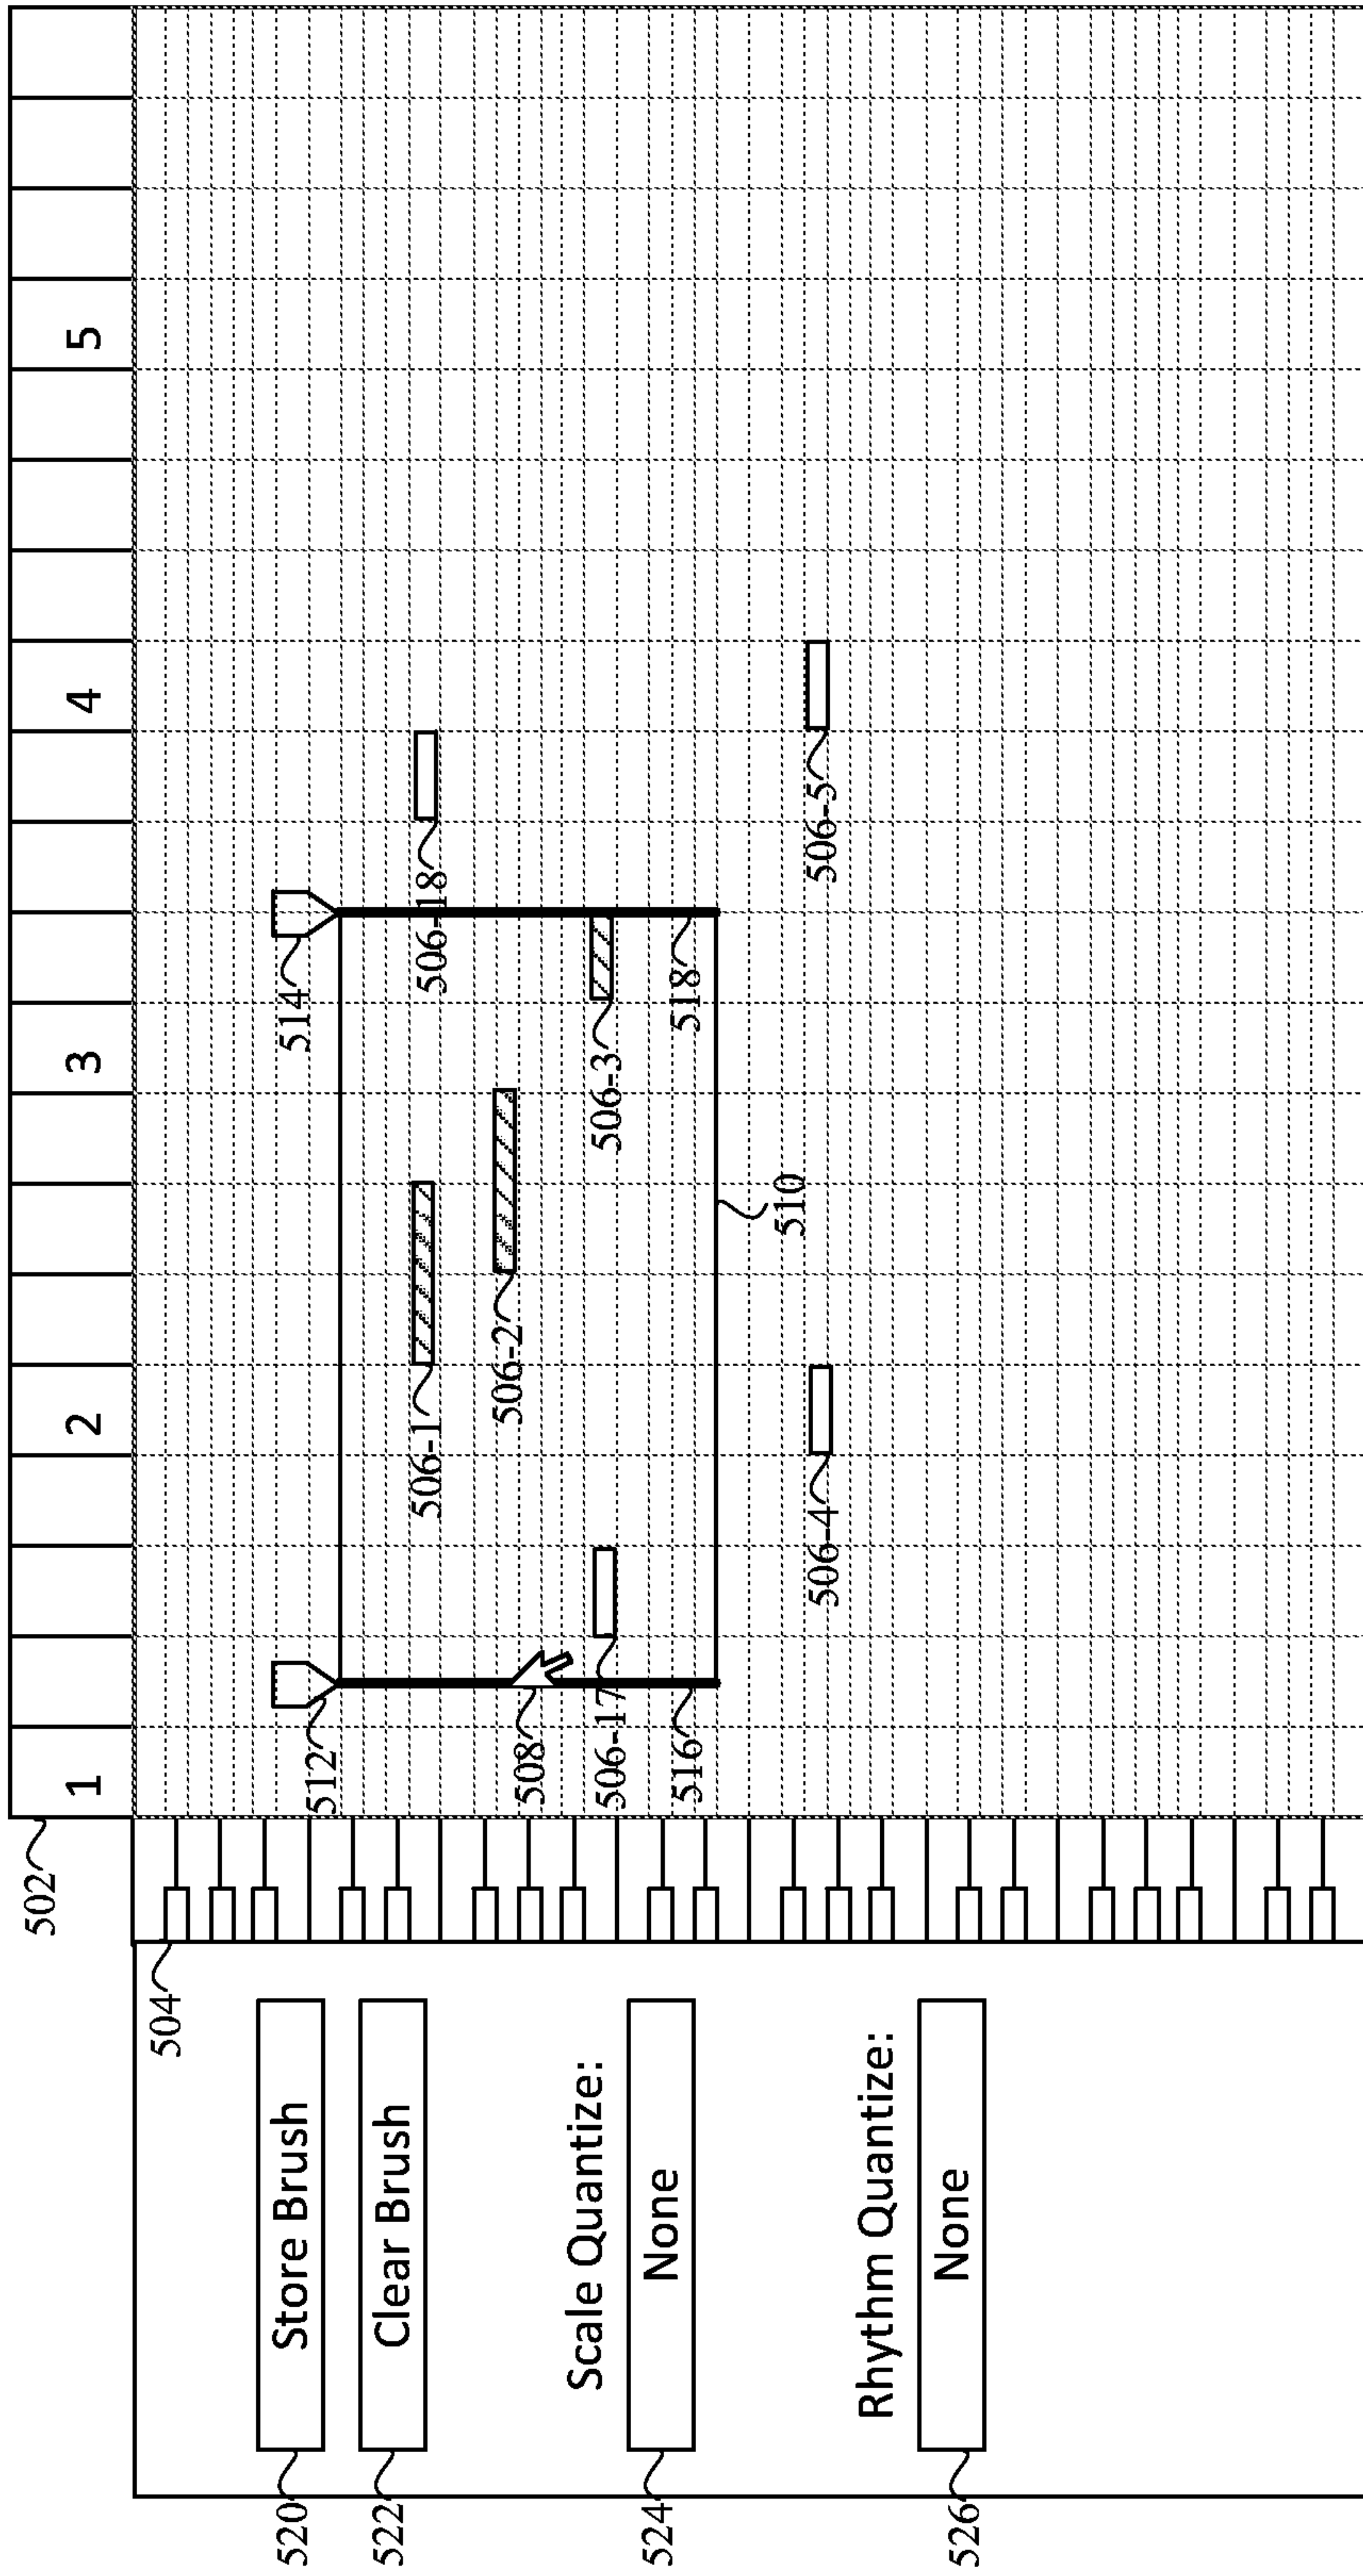 502
1 2 3 4 5
504
520 Store Brush
522 Clear Brush
Scale Quantize:
524 None
Rhythm Quantize:
526 None
512
514
506-1
506-18
506-2
508
506-17
506-3
516
518
510
506-4
506-5